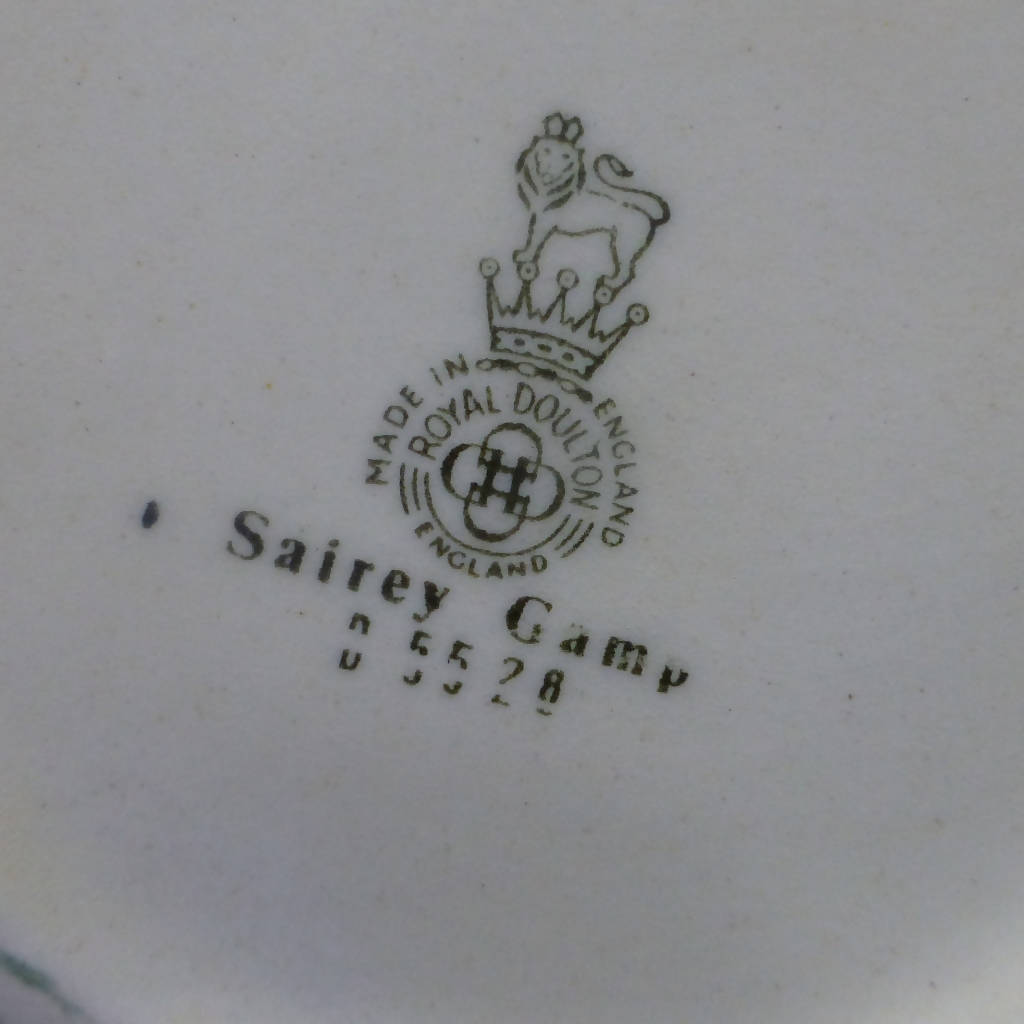 MADE IN ENGLAND
ROYAL DOULTON
ENGLAND
Sairey Gamp
D 5528